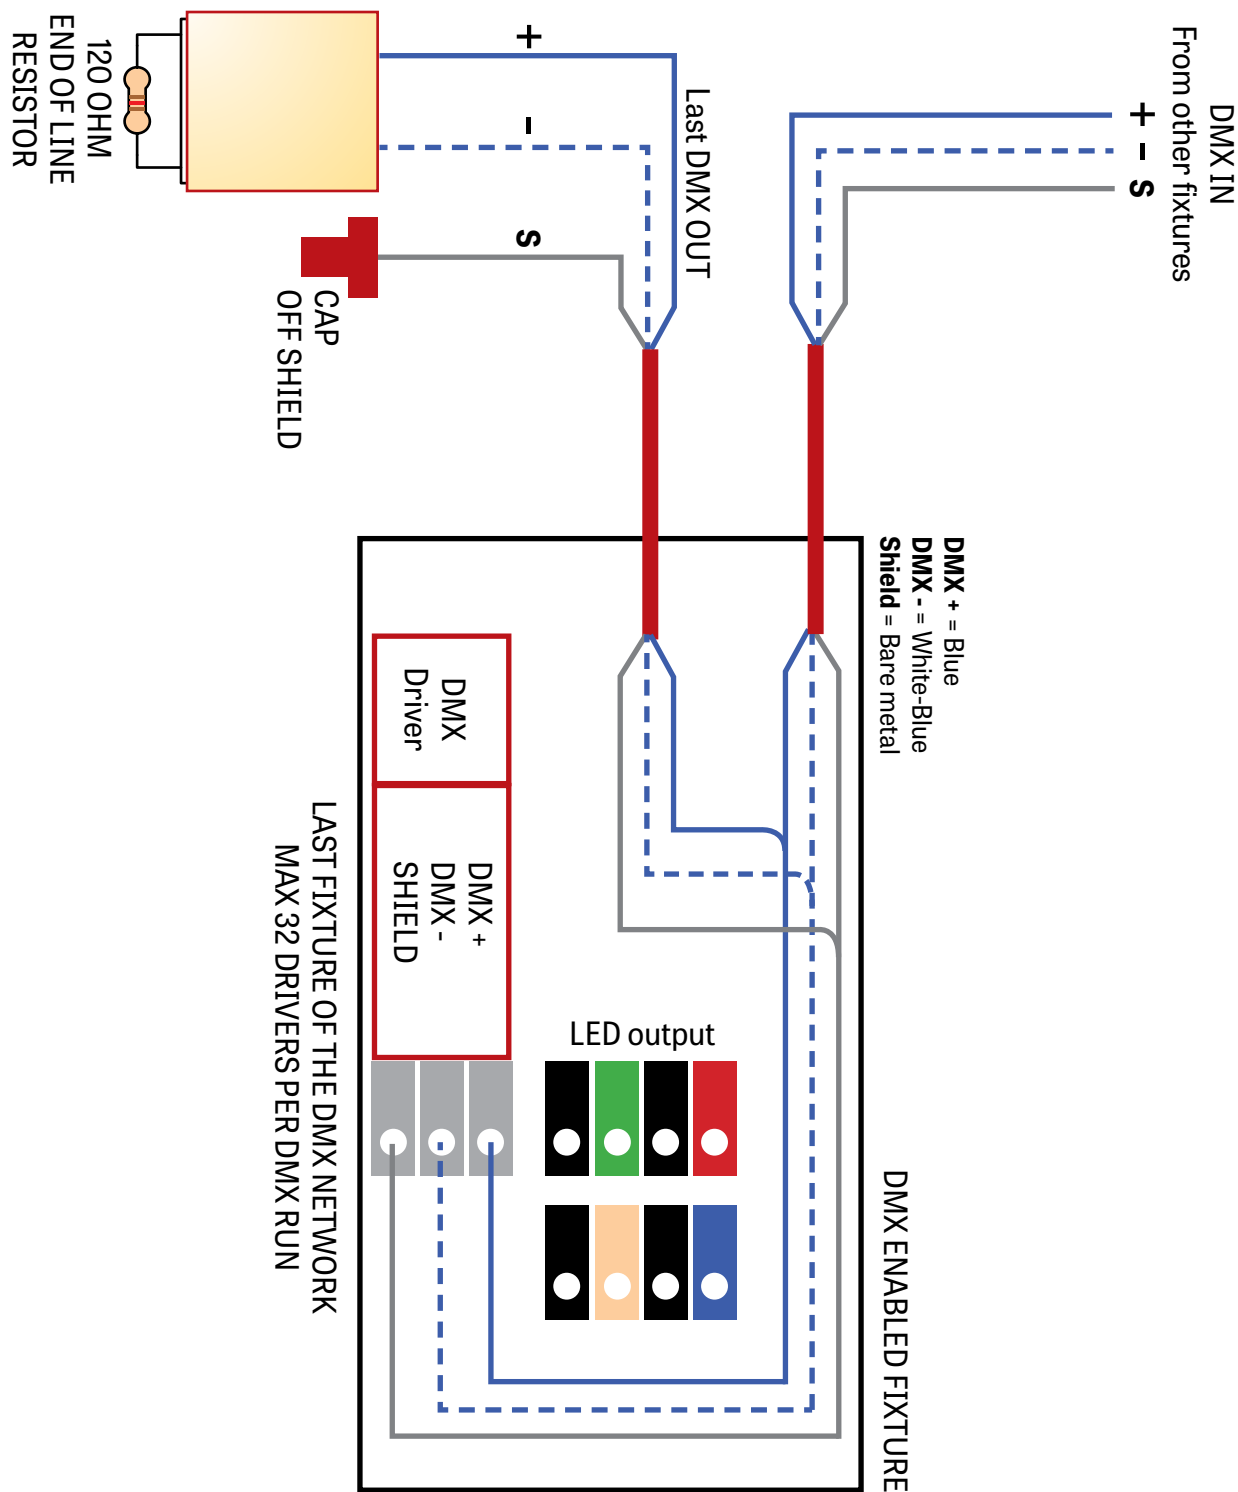 DMX IN
From other fixtures
+
-
S
DMX + = Blue
DMX - = White-Blue
Shield = Bare metal
DMX ENABLED FIXTURE
Last DMX OUT
+
-
S
120 OHM
END OF LINE
RESISTOR
CAP
OFF SHIELD
DMX
Driver
DMX +
DMX -
SHIELD
LED output
LAST FIXTURE OF THE DMX NETWORK
MAX 32 DRIVERS PER DMX RUN